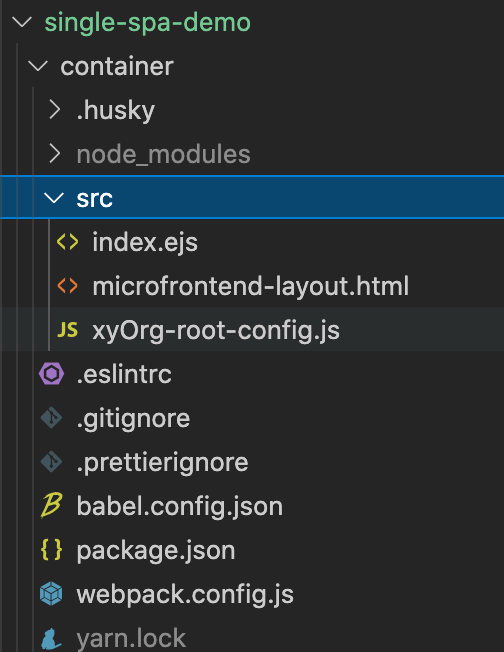 single-spa-demo
container
.husky
node_modules
src
index.ejs
microfrontend-layout.html
JS xyOrg-root-config.js
.eslintrc
.gitignore
.prettierignore
babel.config.json
package.json
webpack.config.js
yarn.lock